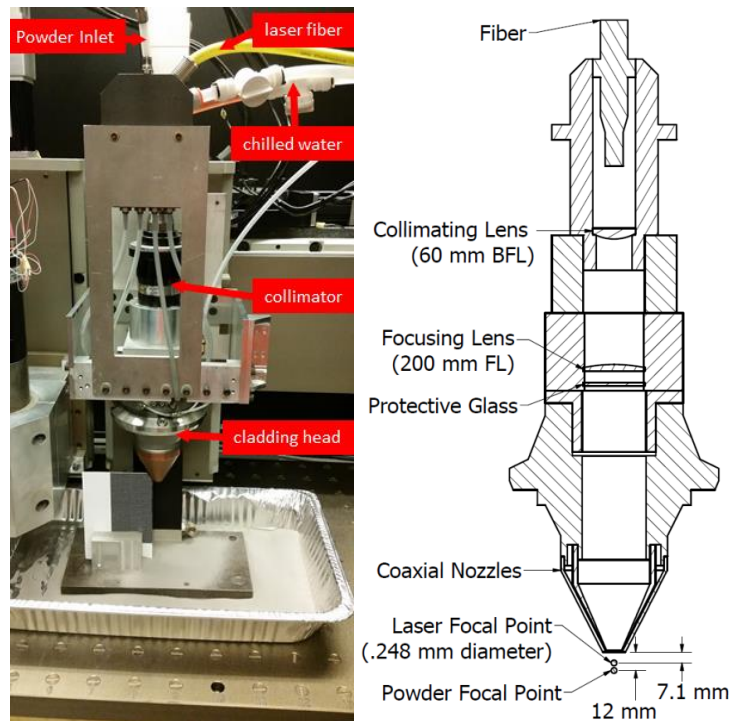 Powder Inlet
laser fiber
chilled water
collimator
cladding head
Fiber
Collimating Lens
(60 mm BFL)
Focusing Lens
(200 mm FL)
Protective Glass
Coaxial Nozzles
Laser Focal Point
(.248 mm diameter)
Powder Focal Point
7.1 mm
12 mm